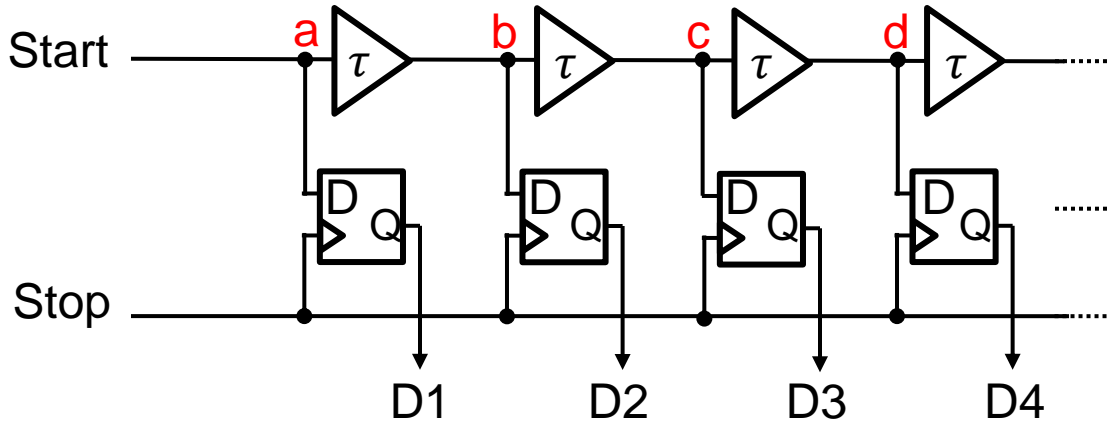 Start a b c d
τ τ τ τ
D D D D
Q Q Q Q
Stop
D1 D2 D3 D4